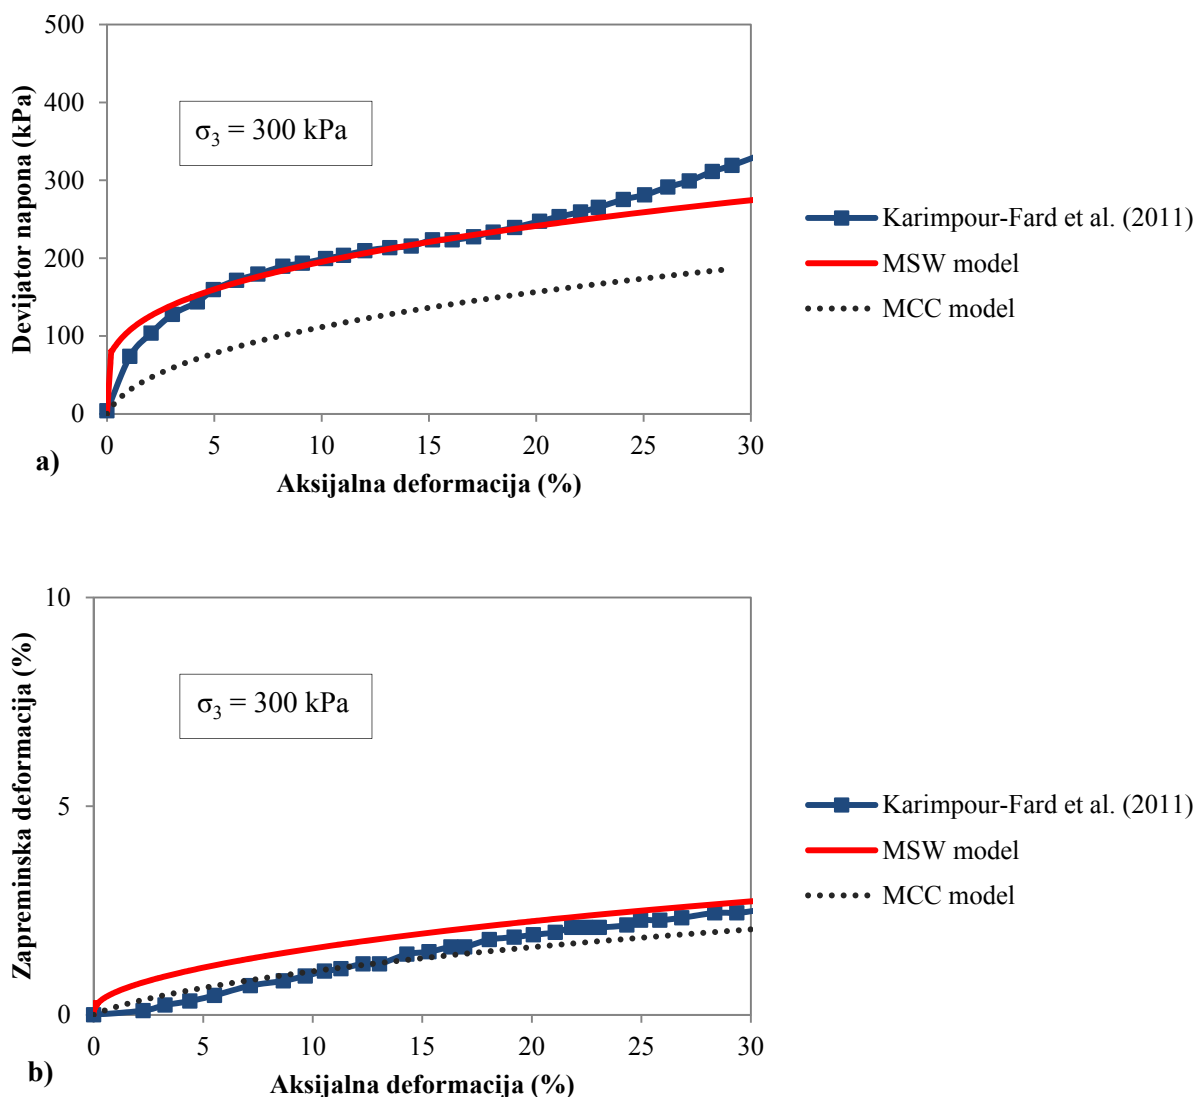 500
400
300
200
100
0
Devijator napona (kPa)
σ₃ = 300 kPa
0 5 10 15 20 25 30
a)
Aksijalna deformacija (%)
Karimpour-Fard et al. (2011)
MSW model
MCC model
10
5
0
Zapreminska deformacija (%)
σ₃ = 300 kPa
0 5 10 15 20 25 30
b)
Aksijalna deformacija (%)
Karimpour-Fard et al. (2011)
MSW model
MCC model